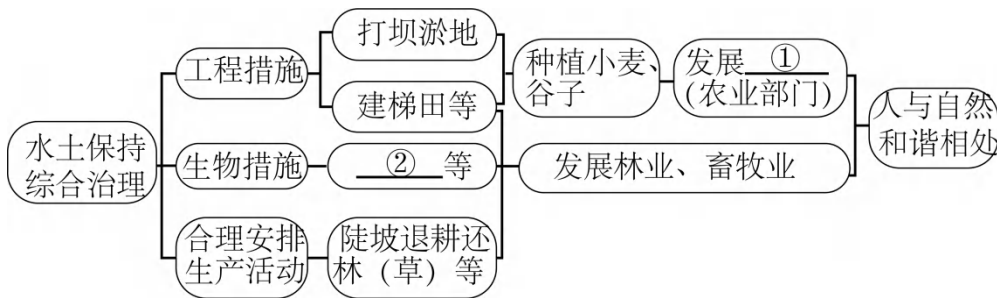 打坝淤地
工程措施
建梯田等
种植小麦、
谷子
发展 ①
(农业部门)
水土保持
综合治理
生物措施
② 等
发展林业、畜牧业
人与自然
和谐相处
合理安排
生产活动
陡坡退耕还
林（草）等